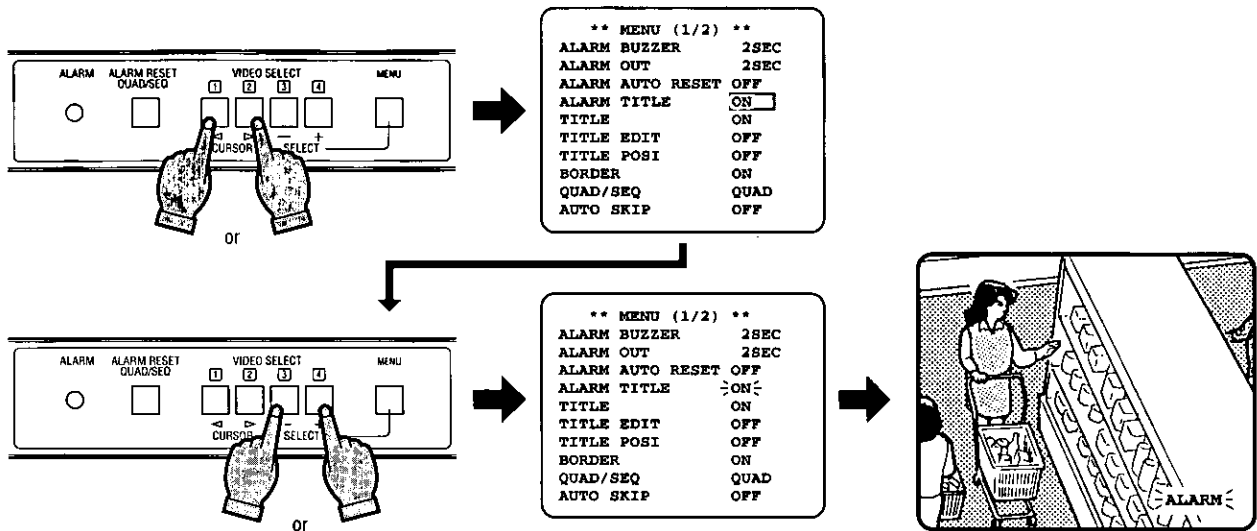 ALARM
ALARM RESET
QUAD/SEQ
VIDEO SELECT
1 2 3 4
MENU
◁ ▷ − +
CURSOR SELECT
or
** MENU (1/2) **
ALARM BUZZER 2SEC
ALARM OUT 2SEC
ALARM AUTO RESET OFF
ALARM TITLE ON
TITLE ON
TITLE EDIT OFF
TITLE POSI OFF
BORDER ON
QUAD/SEQ QUAD
AUTO SKIP OFF
ALARM
ALARM RESET
QUAD/SEQ
VIDEO SELECT
1 2 3 4
MENU
◁ ▷ − +
CURSOR SELECT
or
** MENU (1/2) **
ALARM BUZZER 2SEC
ALARM OUT 2SEC
ALARM AUTO RESET OFF
ALARM TITLE ON
TITLE ON
TITLE EDIT OFF
TITLE POSI OFF
BORDER ON
QUAD/SEQ QUAD
AUTO SKIP OFF
ALARM